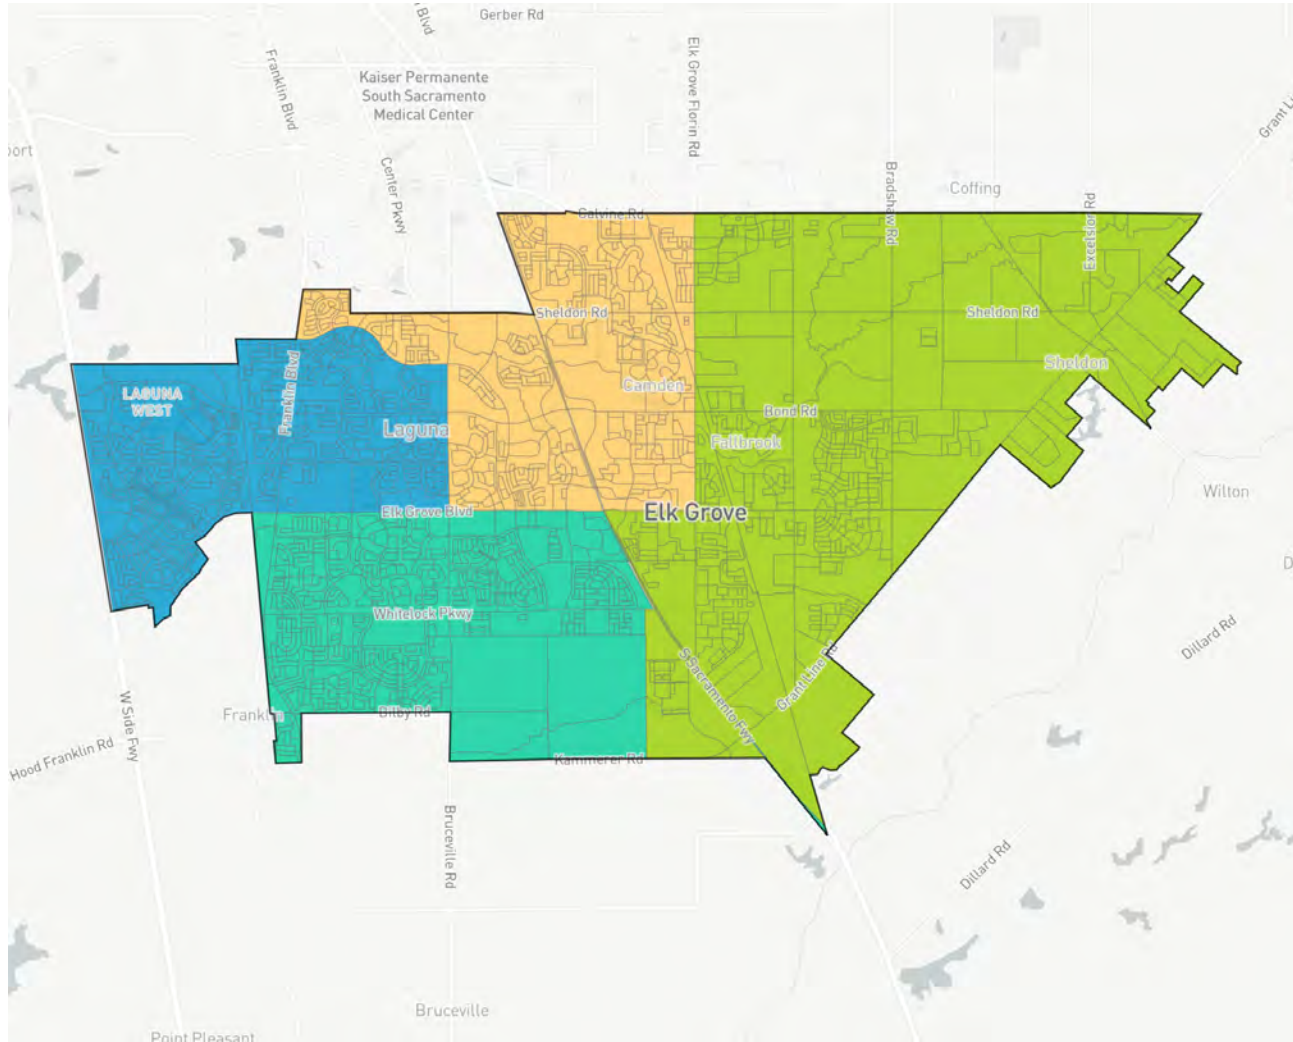 Blvd
Gerber Rd
Franklin Blvd
Kaiser Permanente
South Sacramento
Medical Center
Elk Grove Florin Rd
Grant Li
port
Center Pkwy
Bradshaw Rd
Coffing
Excelsior Rd
Calvine Rd
Sheldon Rd
Sheldon Rd
Sheldon
LAGUNA
WEST
Franklin Blvd
Camden
Laguna
Bond Rd
Fallbrook
Elk Grove Blvd
Elk Grove
Wilton
D
Whitelock Pkwy
Dillard Rd
S Sacramento Fwy
Grant Line Rd
Franklin
Bilby Rd
W Side Fwy
Hood Franklin Rd
Kammerer Rd
Bruceville Rd
Dillard Rd
Bruceville
Point Pleasant